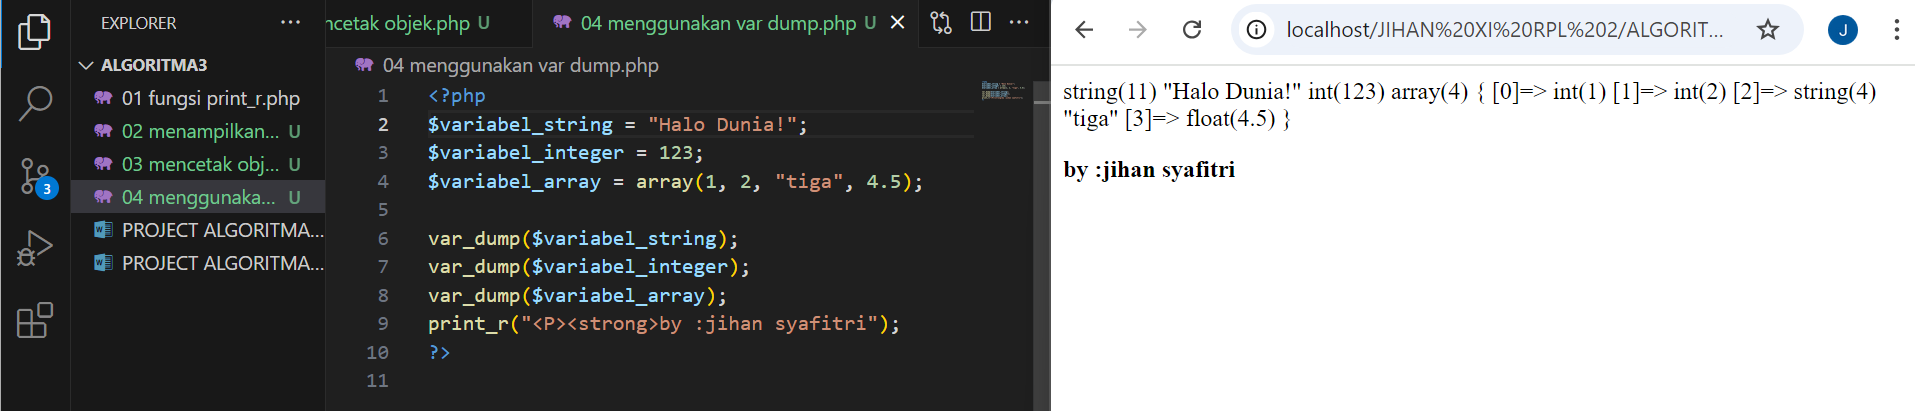 EXPLORER ···
ALGORITMA3
01 fungsi print_r.php
02 menampilkan... U
03 mencetak obj... U
04 menggunaka... U
PROJECT ALGORITMA...
PROJECT ALGORITMA...
3
ncetak objek.php U
04 menggunakan var dump.php U
04 menggunakan var dump.php
1 <?php
2 $variabel_string = "Halo Dunia!";
3 $variabel_integer = 123;
4 $variabel_array = array(1, 2, "tiga", 4.5);
5
6 var_dump($variabel_string);
7 var_dump($variabel_integer);
8 var_dump($variabel_array);
9 print_r("<P><strong>by :jihan syafitri");
10 ?>
11
localhost/JIHAN%20XI%20RPL%202/ALGORIT...
J
string(11) "Halo Dunia!" int(123) array(4) { [0]=> int(1) [1]=> int(2) [2]=> string(4)
"tiga" [3]=> float(4.5) }
by :jihan syafitri